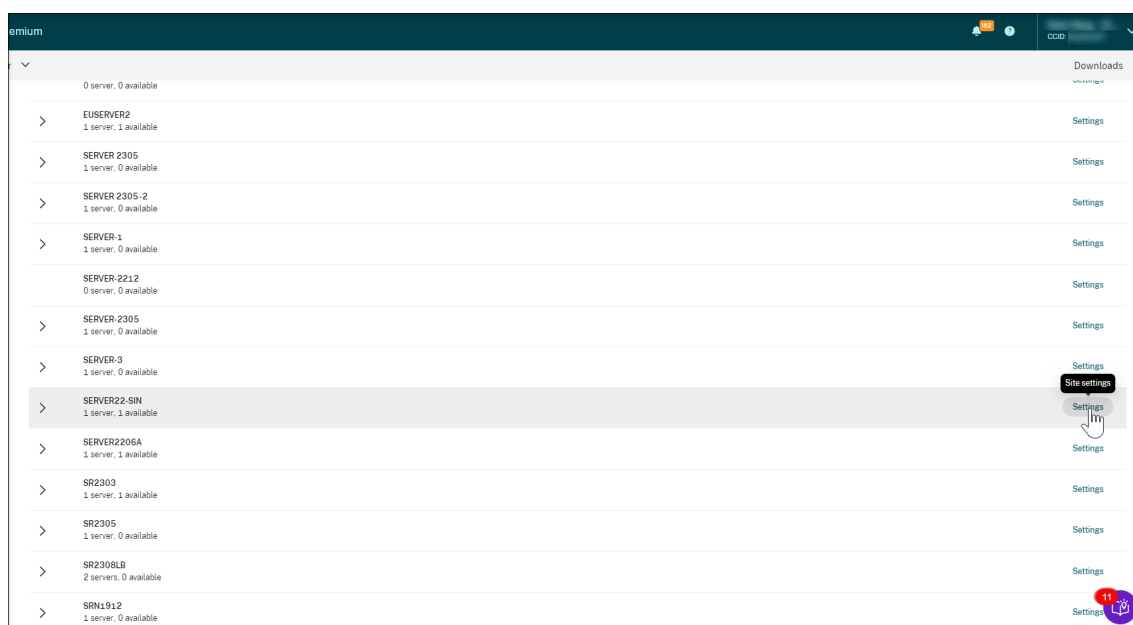 emium
162
?
CCID:
r
Downloads
0 server, 0 available
Settings
EUSERVER2
1 server, 1 available
Settings
SERVER 2305
1 server, 0 available
Settings
SERVER 2305-2
1 server, 0 available
Settings
SERVER-1
1 server, 0 available
Settings
SERVER-2212
0 server, 0 available
Settings
SERVER-2305
1 server, 0 available
Settings
SERVER-3
1 server, 0 available
Settings
Site settings
SERVER22-SIN
1 server, 1 available
Settings
SERVER2206A
1 server, 1 available
Settings
SR2303
1 server, 1 available
Settings
SR2305
1 server, 0 available
Settings
SR2308LB
2 servers, 0 available
Settings
11
SRN1912
1 server, 0 available
Settings